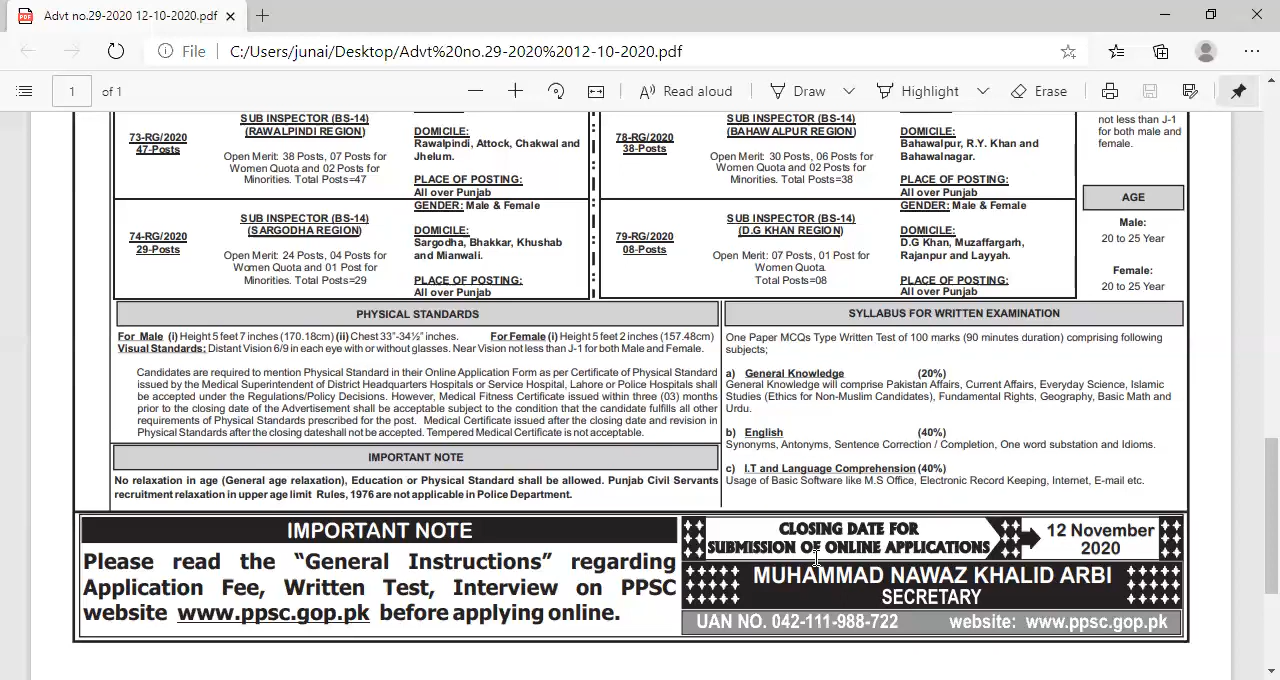 Advt no.29-2020 12-10-2020.pdf
File
C:/Users/junai/Desktop/Advt%20no.29-2020%2012-10-2020.pdf
1 of 1
Read aloud
Draw
Highlight
Erase
73-RG/2020
47-Posts
SUB INSPECTOR (BS-14)
(RAWALPINDI REGION)
Open Merit: 38 Posts, 07 Posts for
Women Quota and 02 Posts for
Minorities. Total Posts=47
DOMICILE:
Rawalpindi, Attock, Chakwal and
Jhelum.
PLACE OF POSTING:
All over Punjab
78-RG/2020
38-Posts
SUB INSPECTOR (BS-14)
(BAHAWALPUR REGION)
Open Merit: 30 Posts, 06 Posts for
Women Quota and 02 Posts for
Minorities. Total Posts=38
DOMICILE:
Bahawalpur, R.Y. Khan and
Bahawalnagar.
PLACE OF POSTING:
All over Punjab
not less than J-1
for both male and
female.
74-RG/2020
29-Posts
SUB INSPECTOR (BS-14)
(SARGODHA REGION)
Open Merit: 24 Posts, 04 Posts for
Women Quota and 01 Post for
Minorities. Total Posts=29
GENDER: Male & Female
DOMICILE:
Sargodha, Bhakkar, Khushab
and Mianwali.
PLACE OF POSTING:
All over Punjab
79-RG/2020
08-Posts
SUB INSPECTOR (BS-14)
(D.G KHAN REGION)
Open Merit: 07 Posts, 01 Post for
Women Quota.
Total Posts=08
GENDER: Male & Female
DOMICILE:
D.G Khan, Muzaffargarh,
Rajanpur and Layyah.
PLACE OF POSTING:
All over Punjab
AGE
Male:
20 to 25 Year
Female:
20 to 25 Year
PHYSICAL STANDARDS
For Male (i) Height 5 feet 7 inches (170.18cm) (ii) Chest 33"-34½" inches. For Female (i) Height 5 feet 2 inches (157.48cm)
Visual Standards: Distant Vision 6/9 in each eye with or without glasses. Near Vision not less than J-1 for both Male and Female.
Candidates are required to mention Physical Standard in their Online Application Form as per Certificate of Physical Standard
issued by the Medical Superintendent of District Headquarters Hospitals or Service Hospital, Lahore or Police Hospitals shall
be accepted under the Regulations/Policy Decisions. However, Medical Fitness Certificate issued within three (03) months
prior to the closing date of the Advertisement shall be acceptable subject to the condition that the candidate fulfills all other
requirements of Physical Standards prescribed for the post. Medical Certificate issued after the closing date and revision in
Physical Standards after the closing dateshall not be accepted. Tempered Medical Certificate is not acceptable.
IMPORTANT NOTE
No relaxation in age (General age relaxation), Education or Physical Standard shall be allowed. Punjab Civil Servants
recruitment relaxation in upper age limit Rules, 1976 are not applicable in Police Department.
SYLLABUS FOR WRITTEN EXAMINATION
One Paper MCQs Type Written Test of 100 marks (90 minutes duration) comprising following
subjects;
a) General Knowledge (20%)
General Knowledge will comprise Pakistan Affairs, Current Affairs, Everyday Science, Islamic
Studies (Ethics for Non-Muslim Candidates), Fundamental Rights, Geography, Basic Math and
Urdu.
b) English (40%)
Synonyms, Antonyms, Sentence Correction / Completion, One word substation and Idioms.
c) I.T and Language Comprehension (40%)
Usage of Basic Software like M.S Office, Electronic Record Keeping, Internet, E-mail etc.
IMPORTANT NOTE
Please read the "General Instructions" regarding
Application Fee, Written Test, Interview on PPSC
website www.ppsc.gop.pk before applying online.
CLOSING DATE FOR
SUBMISSION OF ONLINE APPLICATIONS
12 November
2020
MUHAMMAD NAWAZ KHALID ARBI
SECRETARY
UAN NO. 042-111-988-722 website: www.ppsc.gop.pk